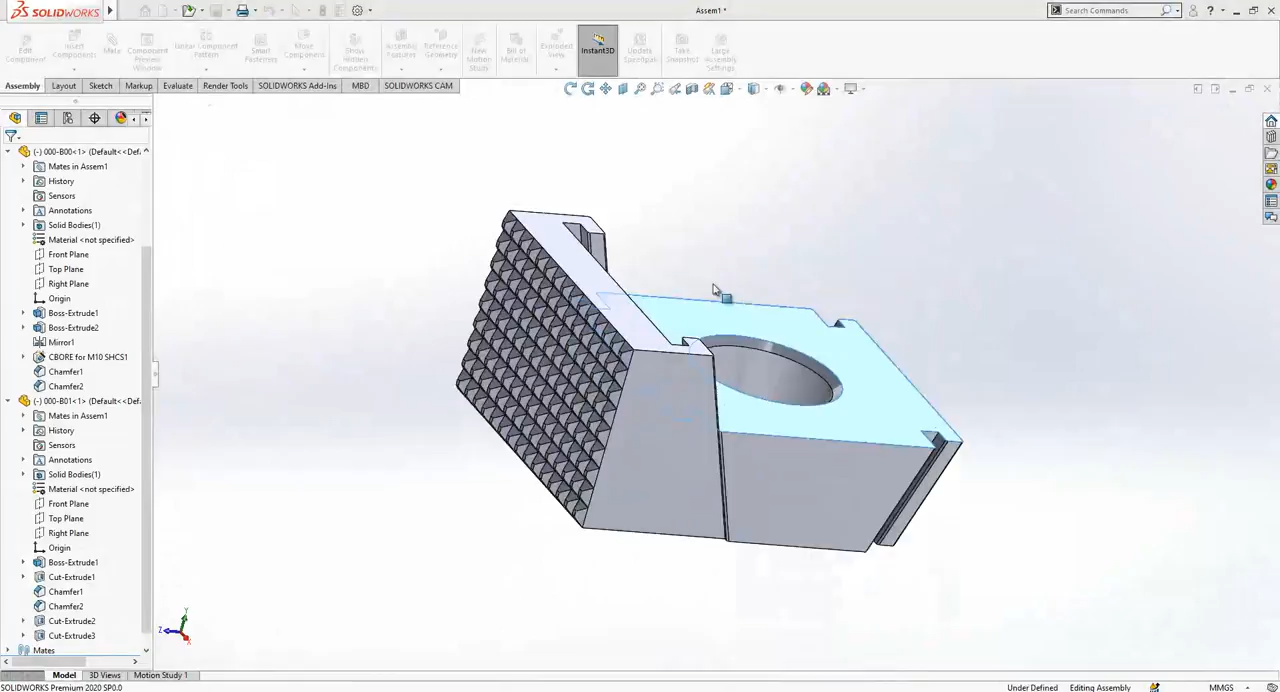 SOLIDWORKS
Assem1 *
Search Commands
Edit Component
Insert Components
Mate
Component Preview Window
Linear Component Pattern
Smart Fasteners
Move Component
Show Hidden Components
Assembly Features
Reference Geometry
New Motion Study
Bill of Materials
Exploded View
Instant3D
Update Speedpak
Take Snapshot
Large Assembly Settings
Assembly Layout Sketch Markup Evaluate Render Tools SOLIDWORKS Add-Ins MBD SOLIDWORKS CAM
(-) 000-B00<1> (Default<<Def
Mates in Assem1
History
Sensors
Annotations
Solid Bodies(1)
Material <not specified>
Front Plane
Top Plane
Right Plane
Origin
Boss-Extrude1
Boss-Extrude2
Mirror1
CBORE for M10 SHCS1
Chamfer1
Chamfer2
(-) 000-B01<1> (Default<<Def
Mates in Assem1
History
Sensors
Annotations
Solid Bodies(1)
Material <not specified>
Front Plane
Top Plane
Right Plane
Origin
Boss-Extrude1
Cut-Extrude1
Chamfer1
Chamfer2
Cut-Extrude2
Cut-Extrude3
Mates
Y
Z
X
Model 3D Views Motion Study 1
SOLIDWORKS Premium 2020 SP0.0
Under Defined Editing Assembly MMGS